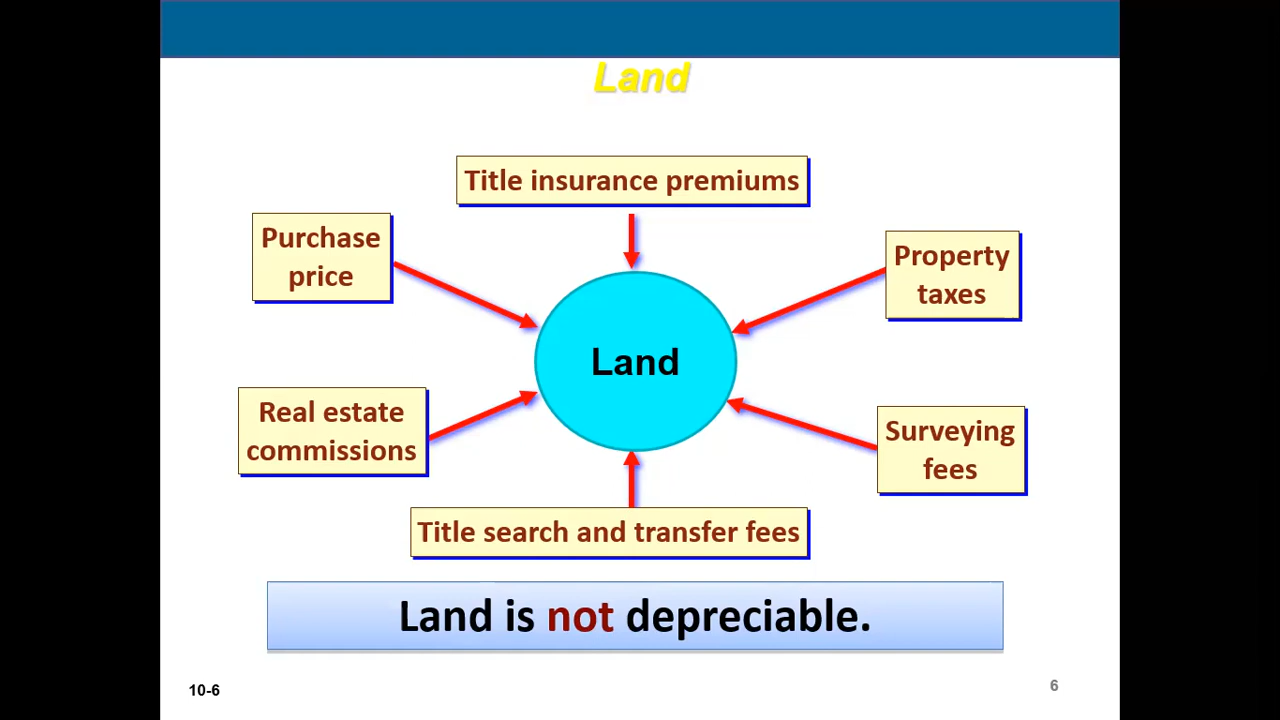 Land
Title insurance premiums
Purchase
price
Property
taxes
Land
Real estate
commissions
Surveying
fees
Title search and transfer fees
Land is not depreciable.
10-6
6